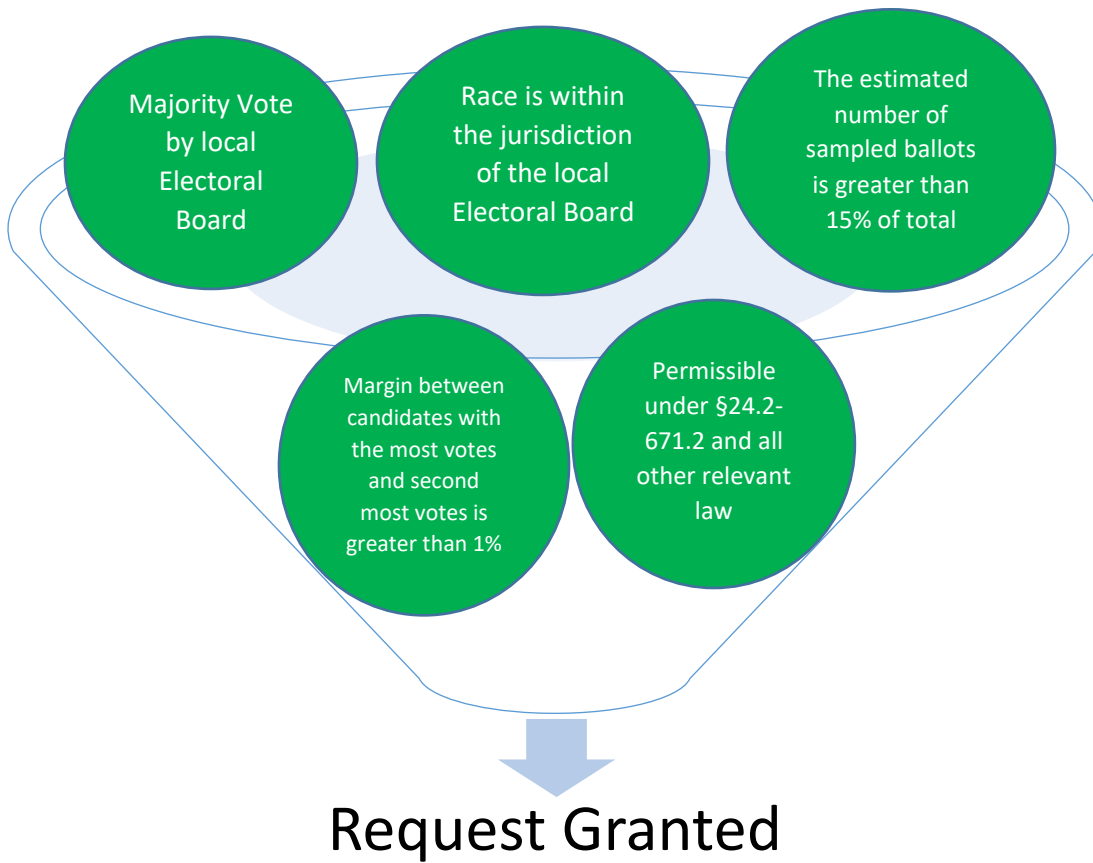 Majority Vote
by local
Electoral
Board
Race is within
the jurisdiction
of the local
Electoral Board
The estimated
number of
sampled ballots
is greater than
15% of total
Margin between
candidates with
the most votes
and second
most votes is
greater than 1%
Permissible
under §24.2-
671.2 and all
other relevant
law
Request Granted